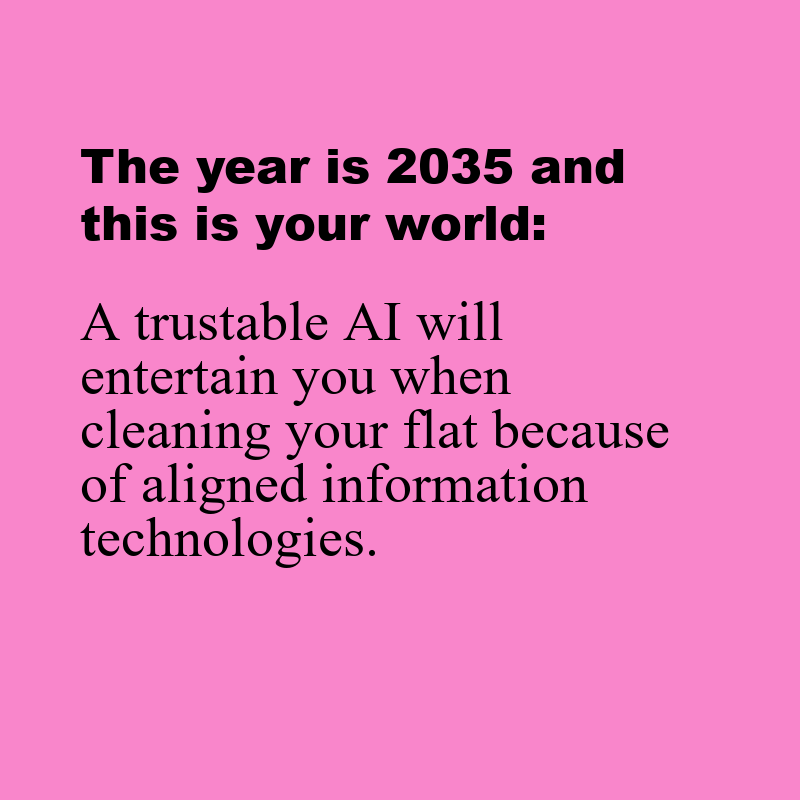 The year is 2035 and
this is your world:
A trustable AI will
entertain you when
cleaning your flat because
of aligned information
technologies.